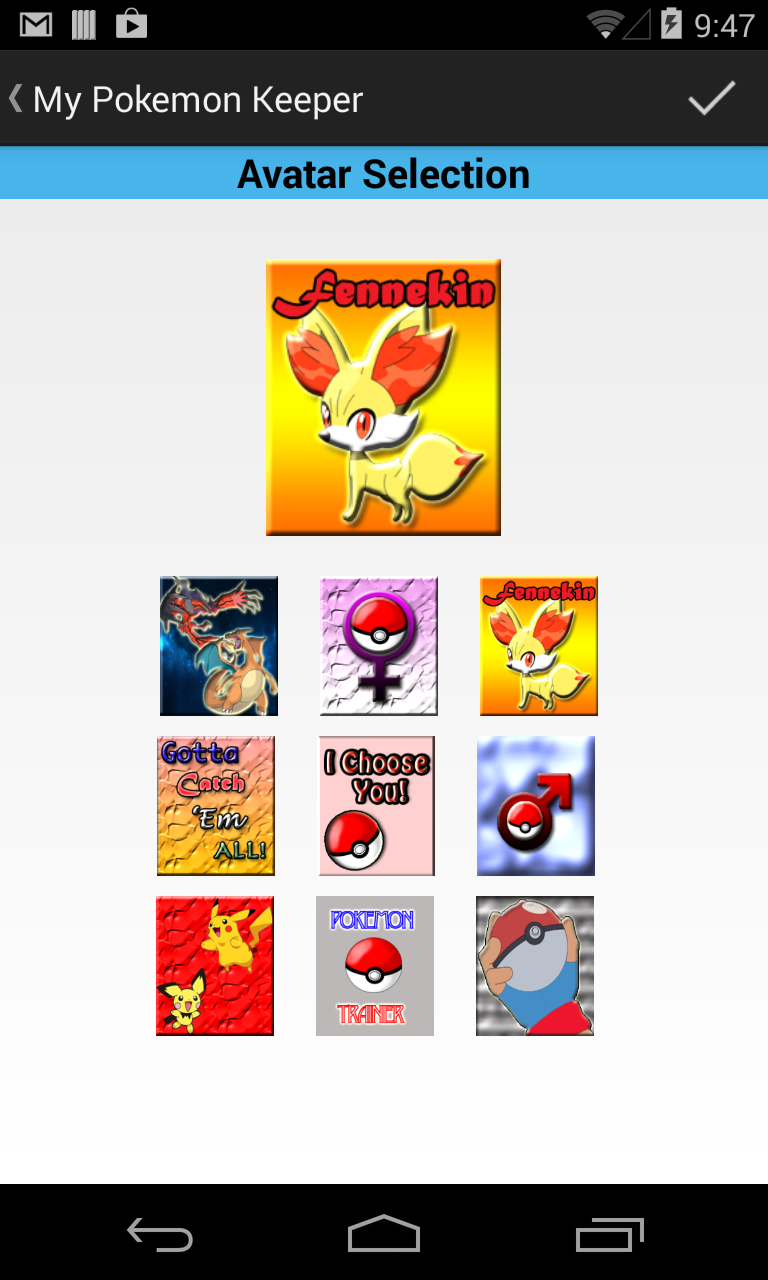 9:47
My Pokemon Keeper
Avatar Selection
Fennekin
Fennekin
Gotta
Catch
'Em
ALL!
I Choose
You!
POKEMON
TRAINER